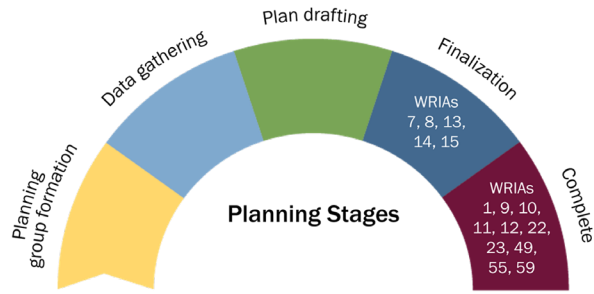 Planning
group formation
Data gathering
Plan drafting
Finalization
WRIAs
7, 8, 13,
14, 15
Complete
WRIAs
1, 9, 10,
11, 12, 22,
23, 49,
55, 59
Planning Stages